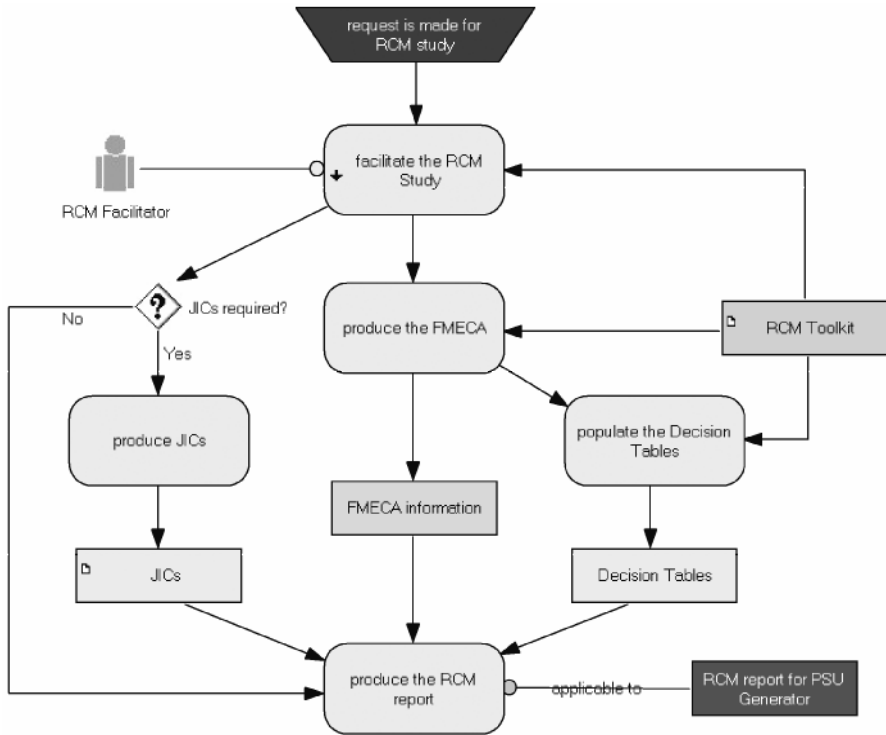 request is made for
RCM study
facilitate the RCM
Study
RCM Facilitator
?
JICs required?
No
Yes
produce the FMECA
RCM Toolkit
produce JICs
populate the Decision
Tables
FMECA information
JICs
Decision Tables
produce the RCM
report
applicable to
RCM report for PSU
Generator